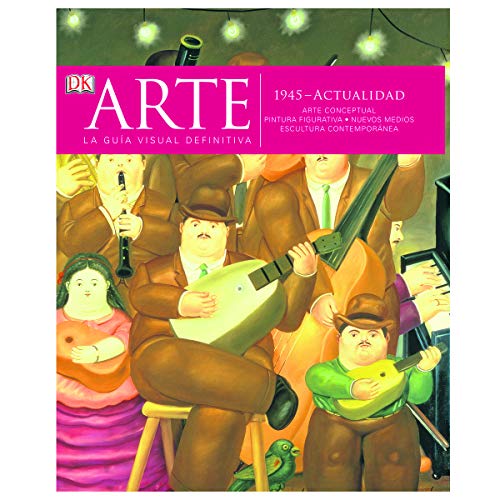 DK
ARTE
LA GUÍA VISUAL DEFINITIVA
1945–ACTUALIDAD
ARTE CONCEPTUAL
PINTURA FIGURATIVA • NUEVOS MEDIOS
ESCULTURA CONTEMPORÁNEA